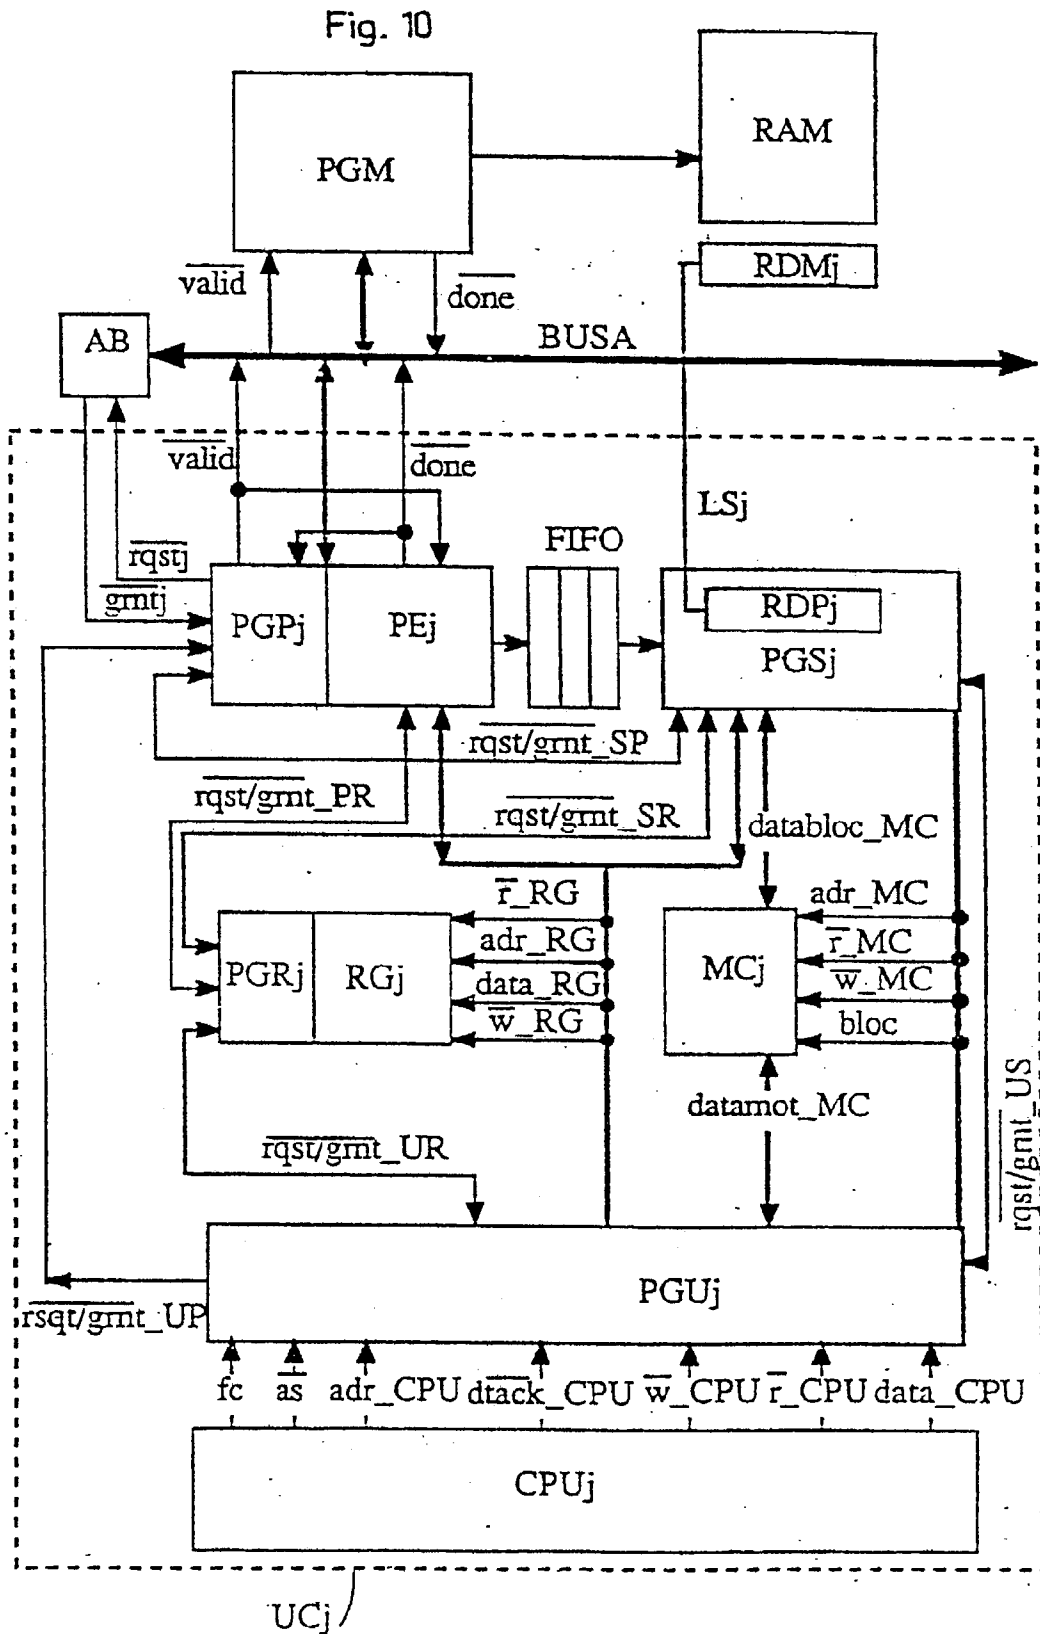 Fig. 10
PGM
RAM
RDMj
valid
done
AB
BUSA
valid
done
LSj
rqstj
grntj
FIFO
PGPj
PEj
RDPj
PGSj
rqst/grnt_SP
rqst/grnt_PR
rqst/grnt_SR
databloc_MC
r_RG
adr_MC
adr_RG
r_MC
PGRj
RGj
MCj
data_RG
w_MC
w_RG
bloc
datamot_MC
rqst/grnt_UR
rqst/grnt_US
PGUj
rsqt/grnt_UP
fc as adr_CPU dtack_CPU w_CPU r_CPU data_CPU
CPUj
UCj